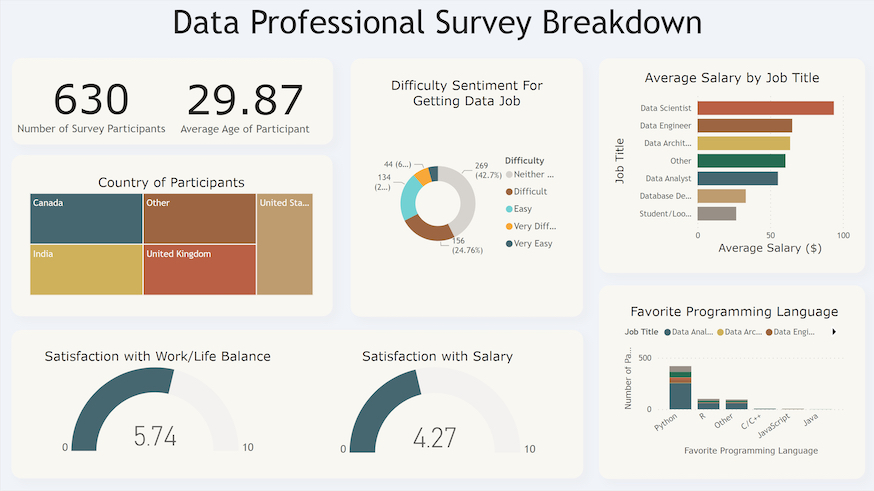 Data Professional Survey Breakdown
630
Number of Survey Participants
29.87
Average Age of Participant
Country of Participants
Canada
Other
United Sta...
India
United Kingdom
Difficulty Sentiment For
Getting Data Job
44 (6...)
134
(2...)
269
(42.7%)
156
(24.76%)
Difficulty
Neither ...
Difficult
Easy
Very Diff...
Very Easy
Average Salary by Job Title
Job Title
Data Scientist
Data Engineer
Data Archit...
Other
Data Analyst
Database De...
Student/Loo...
0
50
100
Average Salary ($)
Satisfaction with Work/Life Balance
0
5.74
10
Satisfaction with Salary
0
4.27
10
Favorite Programming Language
Job Title
Data Anal...
Data Arc...
Data Engi...
Number of Pa...
500
0
Python
R
Other
C/C++
JavaScript
Java
Favorite Programming Language